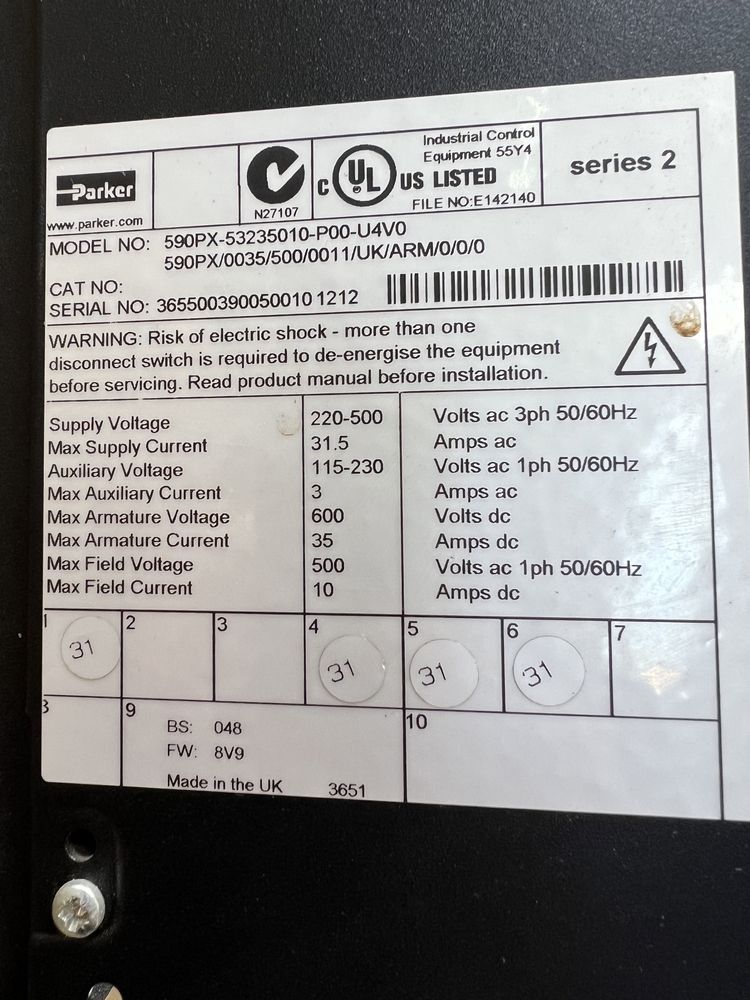 Parker
www.parker.com
N27107
C UL US LISTED
Industrial Control
Equipment 55Y4
FILE NO:E142140
series 2
MODEL NO: 590PX-53235010-P00-U4V0
590PX/0035/500/0011/UK/ARM/0/0/0
CAT NO:
SERIAL NO: 36550039005001O 1212
WARNING: Risk of electric shock - more than one
disconnect switch is required to de-energise the equipment
before servicing. Read product manual before installation.
Supply Voltage 220-500 Volts ac 3ph 50/60Hz
Max Supply Current 31.5 Amps ac
Auxiliary Voltage 115-230 Volts ac 1ph 50/60Hz
Max Auxiliary Current 3 Amps ac
Max Armature Voltage 600 Volts dc
Max Armature Current 35 Amps dc
Max Field Voltage 500 Volts ac 1ph 50/60Hz
Max Field Current 10 Amps dc
1 2 3 4 5 6 7
31 31 31 31
8 9 10
BS: 048
FW: 8V9
Made in the UK 3651